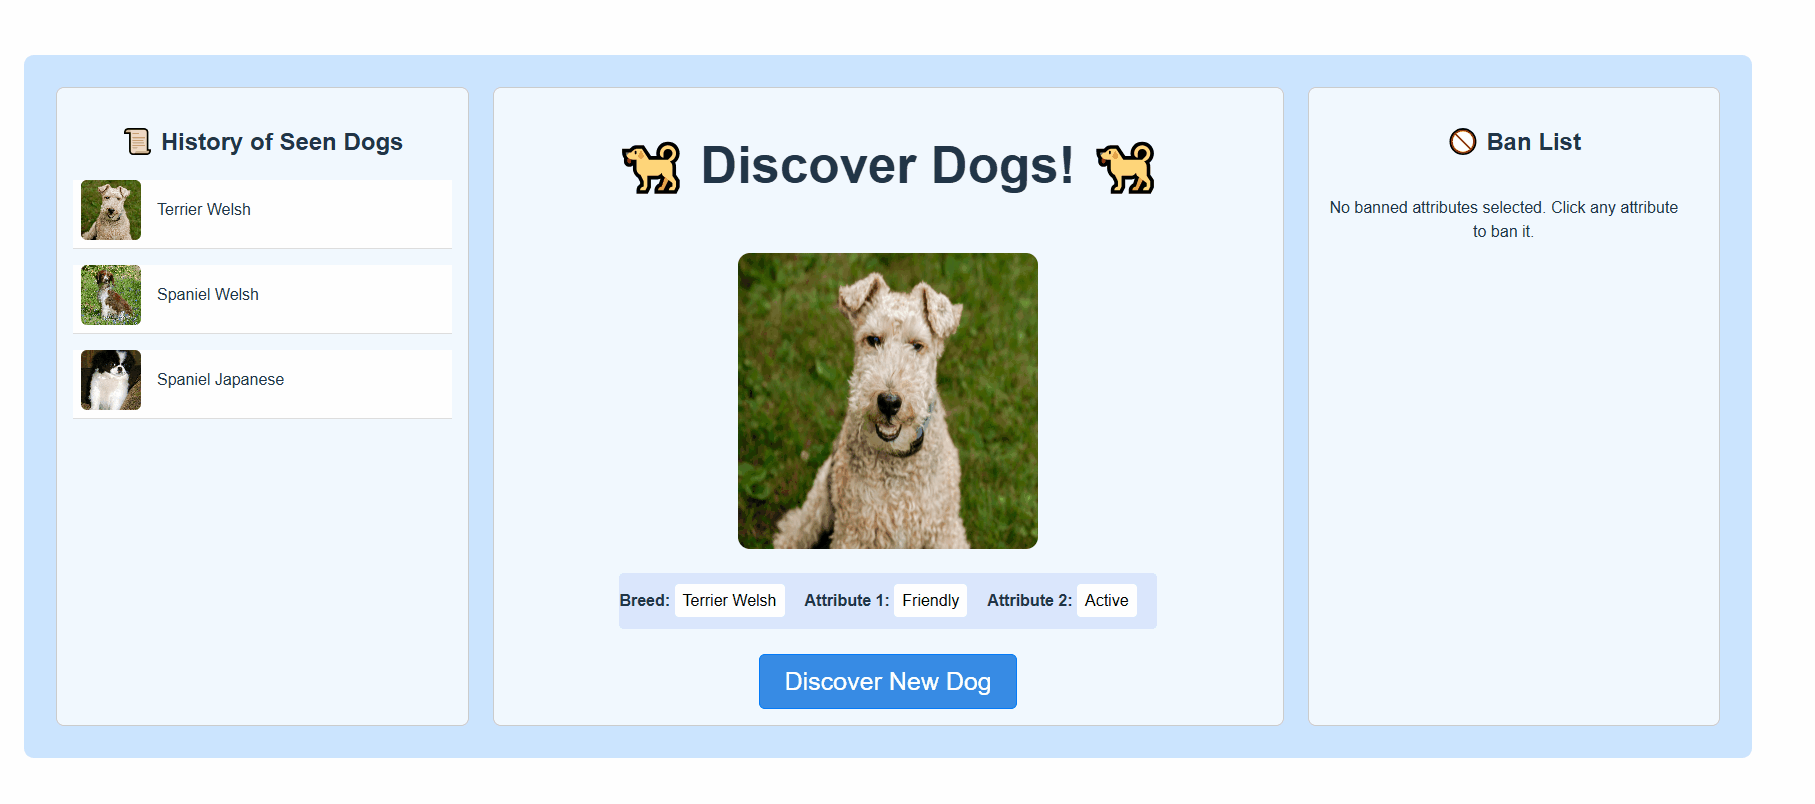 History of Seen Dogs
Terrier Welsh
Spaniel Welsh
Spaniel Japanese
Discover Dogs!
Breed: Terrier Welsh Attribute 1: Friendly Attribute 2: Active
Discover New Dog
Ban List
No banned attributes selected. Click any attribute
to ban it.